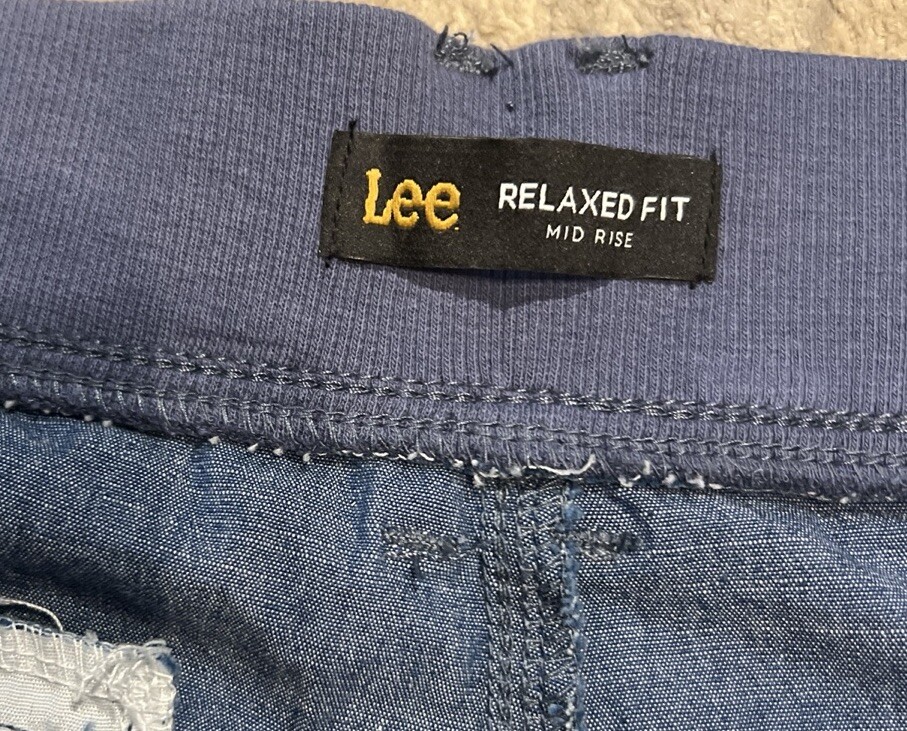 Lee
RELAXED FIT
MID RISE